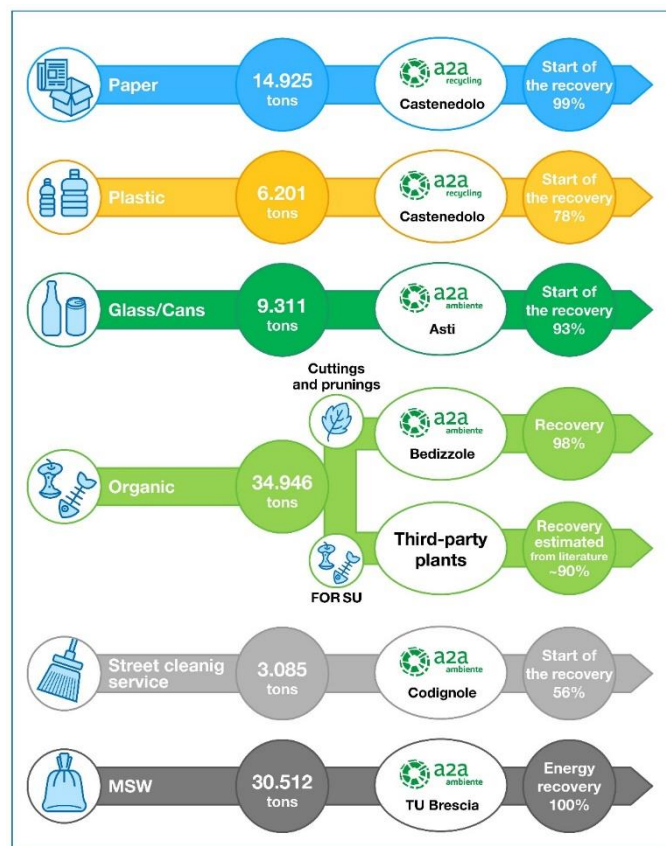 Paper
14.925
tons
a2a
recycling
Castenedolo
Start of
the recovery
99%
Plastic
6.201
tons
a2a
recycling
Castenedolo
Start of
the recovery
78%
Glass/Cans
9.311
tons
a2a
ambiente
Asti
Start of
the recovery
93%
Cuttings
and prunings
Organic
34.946
tons
a2a
ambiente
Bedizzole
Recovery
98%
FOR SU
Third-party
plants
Recovery
estimated
from literature
~90%
Street cleanig
service
3.085
tons
a2a
ambiente
Codignole
Start of
the recovery
56%
MSW
30.512
tons
a2a
ambiente
TU Brescia
Energy
recovery
100%